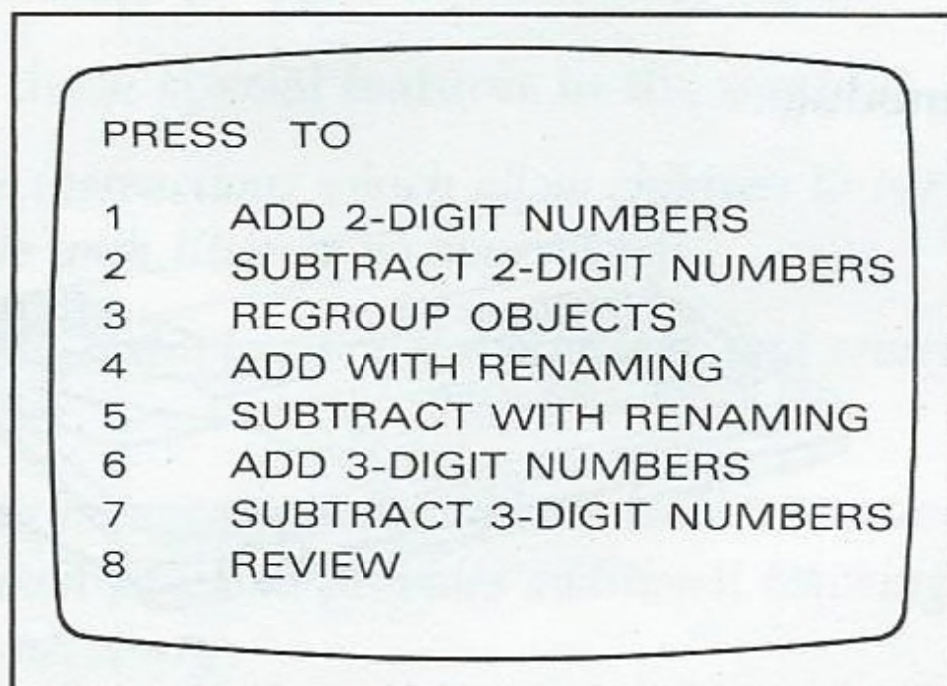 PRESS TO
1 ADD 2-DIGIT NUMBERS
2 SUBTRACT 2-DIGIT NUMBERS
3 REGROUP OBJECTS
4 ADD WITH RENAMING
5 SUBTRACT WITH RENAMING
6 ADD 3-DIGIT NUMBERS
7 SUBTRACT 3-DIGIT NUMBERS
8 REVIEW